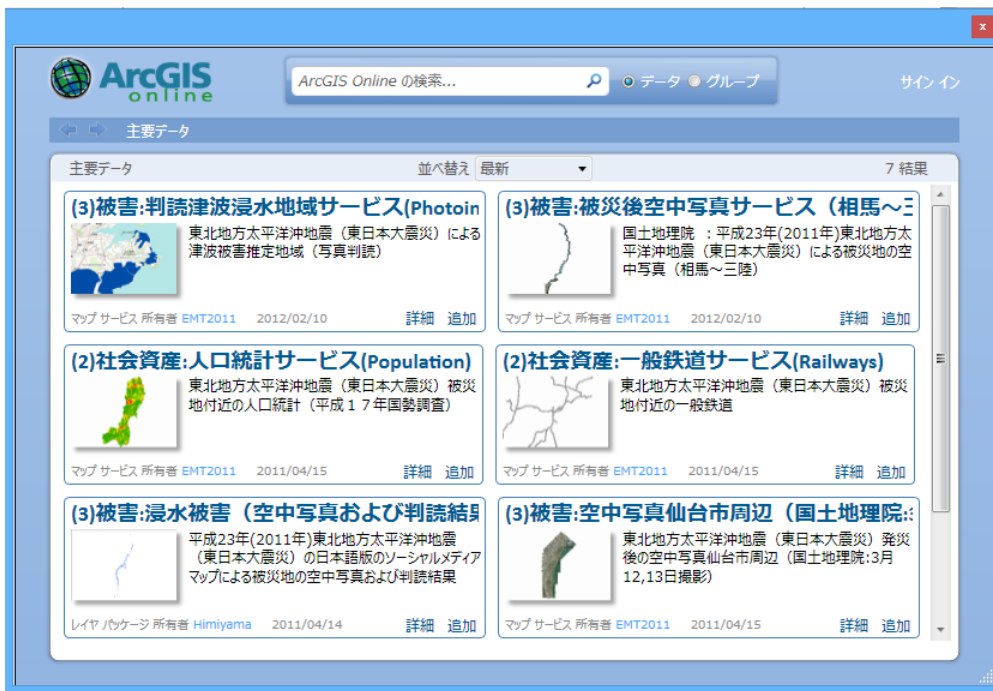 x
ArcGIS
online
ArcGIS Online の検索...
データ
グループ
サイン イン
主要データ
主要データ
並べ替え
最新
7 結果
(3)被害:判読津波浸水地域サービス(Photoin
東北地方太平洋沖地震（東日本大震災）による
津波被害推定地域（写真判読）
マップ サービス 所有者 EMT2011 2012/02/10 詳細 追加
(3)被害:被災後空中写真サービス（相馬～三
国土地理院 ：平成23年(2011年)東北地方太
平洋沖地震（東日本大震災）による被災地の空
中写真（相馬～三陸）
マップ サービス 所有者 EMT2011 2012/02/10 詳細 追加
(2)社会資産:人口統計サービス(Population)
東北地方太平洋沖地震（東日本大震災）被災
地付近の人口統計（平成１７年国勢調査）
マップ サービス 所有者 EMT2011 2011/04/15 詳細 追加
(2)社会資産:一般鉄道サービス(Railways)
東北地方太平洋沖地震（東日本大震災）被災
地付近の一般鉄道
マップ サービス 所有者 EMT2011 2011/04/15 詳細 追加
(3)被害:浸水被害（空中写真および判読結果
平成23年(2011年)東北地方太平洋沖地震
（東日本大震災）の日本語版のソーシャルメディア
マップによる被災地の空中写真および判読結果
レイヤ パッケージ 所有者 Himiyama 2011/04/14 詳細 追加
(3)被害:空中写真仙台市周辺（国土地理院:
東北地方太平洋沖地震（東日本大震災）発災
後の空中写真仙台市周辺（国土地理院:3月
12,13日撮影）
マップ サービス 所有者 EMT2011 2011/04/15 詳細 追加